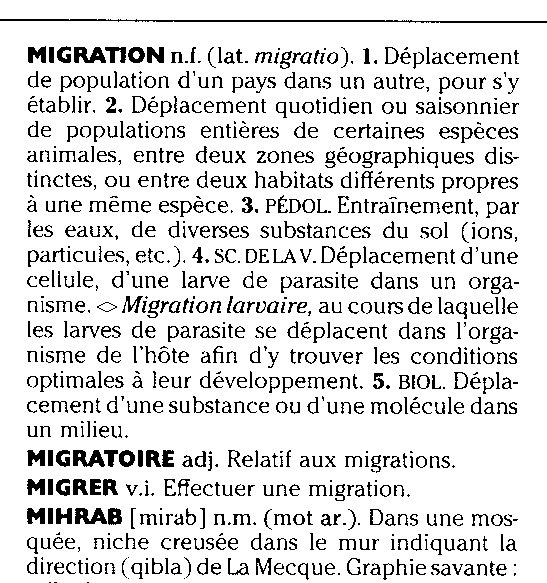 MIGRATION n.f. (lat. migratio). 1. Déplacement
de population d'un pays dans un autre, pour s'y
établir. 2. Déplacement quotidien ou saisonnier
de populations entières de certaines espèces
animales, entre deux zones géographiques dis-
tinctes, ou entre deux habitats différents propres
à une même espèce. 3. PÉDOL. Entraînement, par
les eaux, de diverses substances du sol (ions,
particules, etc.). 4. SC. DE LA V. Déplacement d'une
cellule, d'une larve de parasite dans un orga-
nisme. <> Migration larvaire, au cours de laquelle
les larves de parasite se déplacent dans l'orga-
nisme de l'hôte afin d'y trouver les conditions
optimales à leur développement. 5. BIOL. Dépla-
cement d'une substance ou d'une molécule dans
un milieu.
MIGRATOIRE adj. Relatif aux migrations.
MIGRER v.i. Effectuer une migration.
MIHRAB [mirab] n.m. (mot ar.). Dans une mos-
quée, niche creusée dans le mur indiquant la
direction (qibla) de La Mecque. Graphie savante :